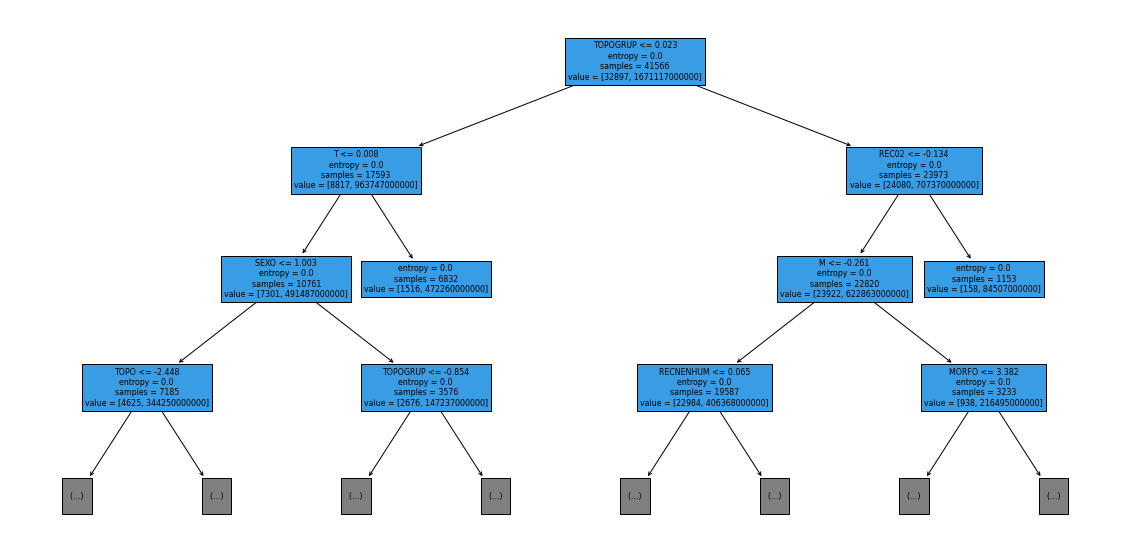 TOPOGRUP <= 0.023
entropy = 0.0
samples = 41566
value = [32897, 1671117000000]
T <= 0.008
entropy = 0.0
samples = 17593
value = [8817, 963747000000]
REC02 <= -0.134
entropy = 0.0
samples = 23973
value = [24080, 707370000000]
SEXO <= 1.003
entropy = 0.0
samples = 10761
value = [7301, 491487000000]
entropy = 0.0
samples = 6832
value = [1516, 472260000000]
M <= -0.261
entropy = 0.0
samples = 22820
value = [23922, 622863000000]
entropy = 0.0
samples = 1153
value = [158, 84507000000]
TOPO <= -2.448
entropy = 0.0
samples = 7185
value = [4625, 344250000000]
TOPOGRUP <= -0.854
entropy = 0.0
samples = 3576
value = [2676, 147237000000]
RECNENHUM <= 0.065
entropy = 0.0
samples = 19587
value = [22984, 406368000000]
MORFO <= 3.382
entropy = 0.0
samples = 3233
value = [938, 216495000000]
(...)
(...)
(...)
(...)
(...)
(...)
(...)
(...)